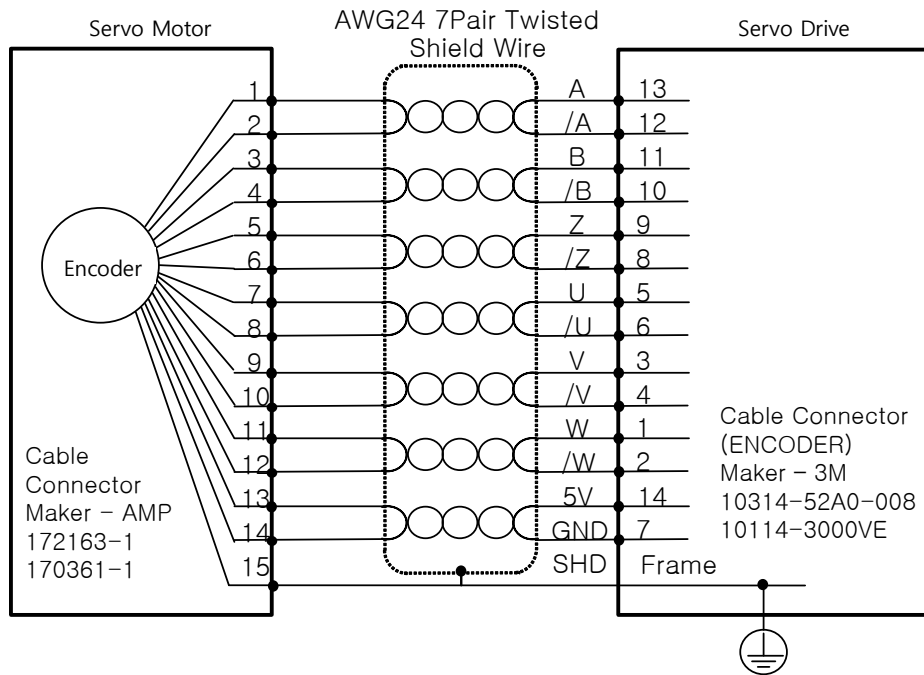 Servo Motor
AWG24 7Pair Twisted
Shield Wire
Servo Drive
1 A 13
2 /A 12
3 B 11
4 /B 10
5 Z 9
6 /Z 8
7 U 5
8 /U 6
9 V 3
10 /V 4
11 W 1
12 /W 2
13 5V 14
14 GND 7
15 SHD Frame
Encoder
Cable
Connector
Maker - AMP
172163-1
170361-1
Cable Connector
(ENCODER)
Maker - 3M
10314-52A0-008
10114-3000VE